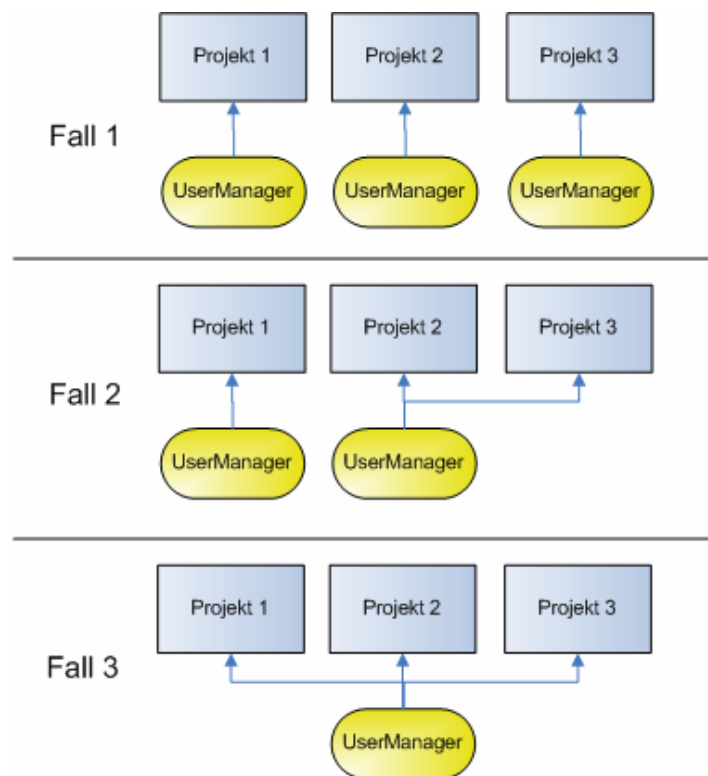 Projekt 1
Projekt 2
Projekt 3
Fall 1
UserManager
UserManager
UserManager
Projekt 1
Projekt 2
Projekt 3
Fall 2
UserManager
UserManager
Projekt 1
Projekt 2
Projekt 3
Fall 3
UserManager